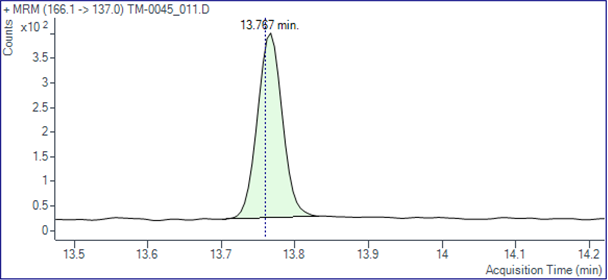 + MRM (166.1 -> 137.0) TM-0045_011.D
Counts
x10²
13.767 min.
3.5
3
2.5
2
1.5
1
0.5
0
13.5 13.6 13.7 13.8 13.9 14 14.1 14.2
Acquisition Time (min)